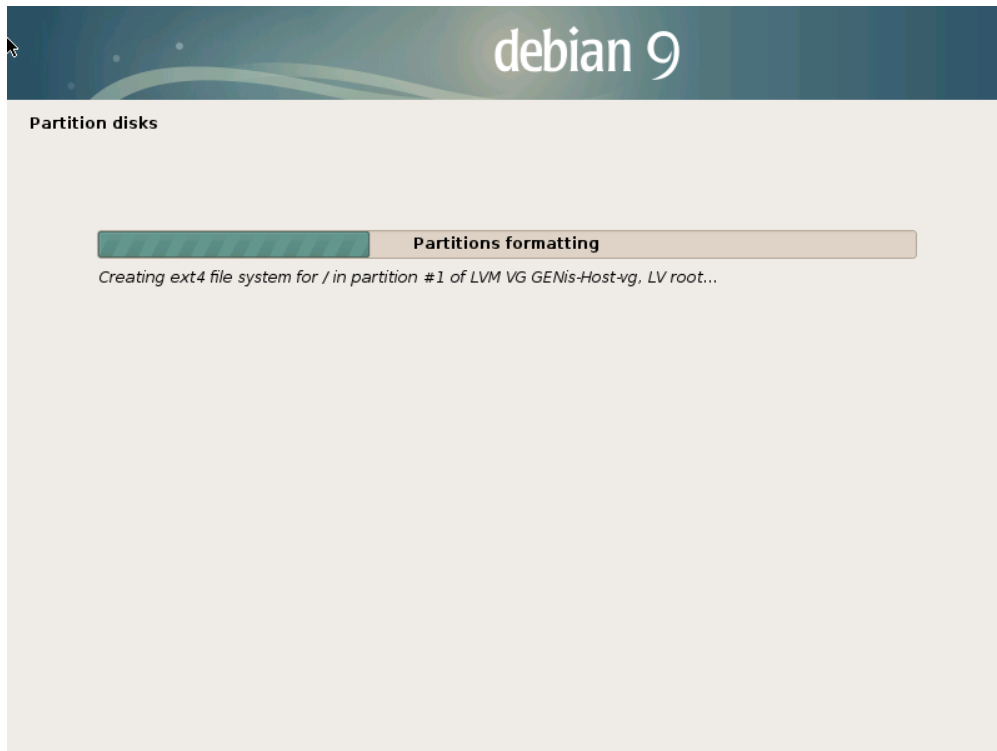 debian 9
Partition disks
Partitions formatting
Creating ext4 file system for / in partition #1 of LVM VG GENis-Host-vg, LV root...